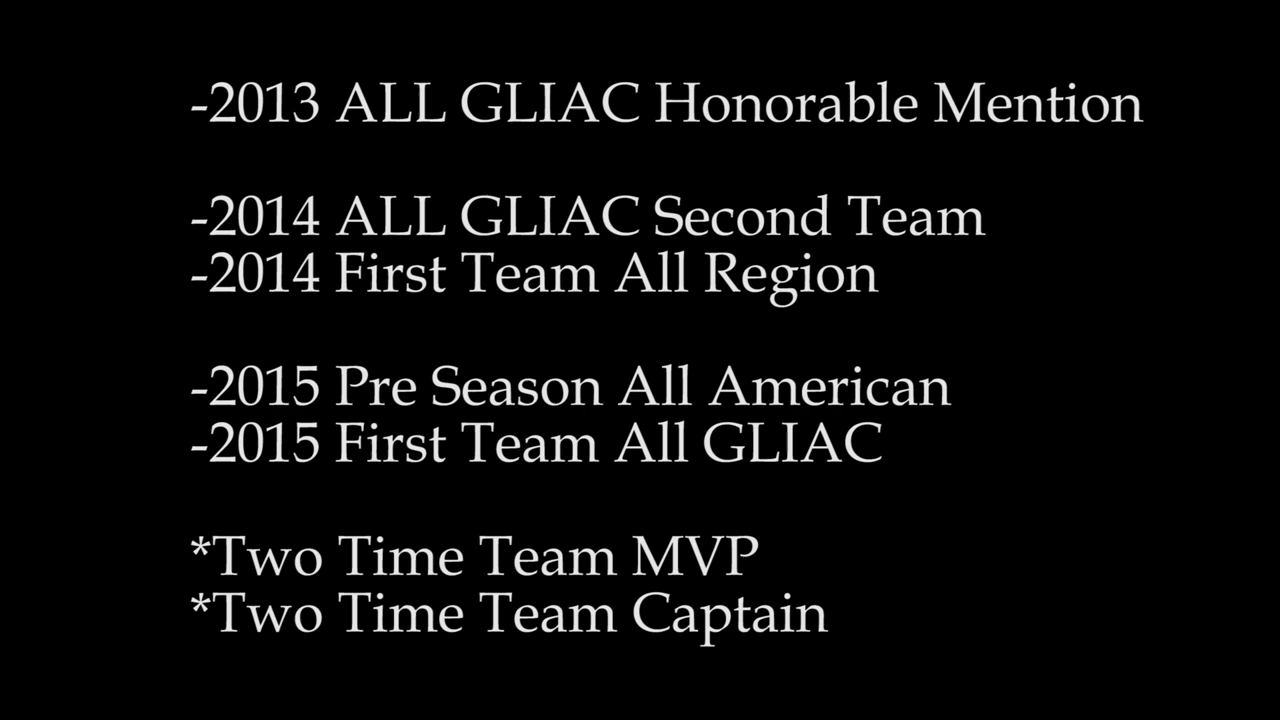 -2013 ALL GLIAC Honorable Mention
-2014 ALL GLIAC Second Team
-2014 First Team All Region
-2015 Pre Season All American
-2015 First Team All GLIAC
*Two Time Team MVP
*Two Time Team Captain